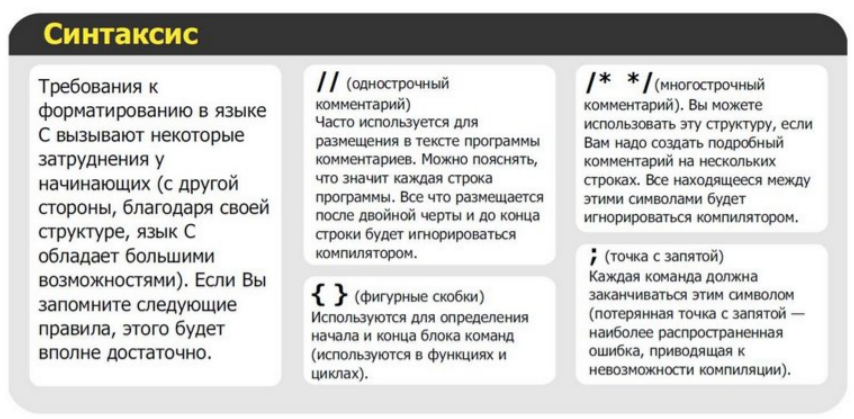 Синтаксис
Требования к
форматированию в языке
С вызывают некоторые
затруднения у
начинающих (с другой
стороны, благодаря своей
структуре, язык С
обладает большими
возможностями). Если Вы
запомните следующие
правила, этого будет
вполне достаточно.
// (однострочный
комментарий)
Часто используется для
размещения в тексте программы
комментариев. Можно пояснять,
что значит каждая строка
программы. Все что размещается
после двойной черты и до конца
строки будет игнорироваться
компилятором.
{ } (фигурные скобки)
Используются для определения
начала и конца блока команд
(используются в функциях и
циклах).
/* */(многострочный
комментарий). Вы можете
использовать эту структуру, если
Вам надо создать подробный
комментарий на нескольких
строках. Все находящееся между
этими символами будет
игнорироваться компилятором.
; (точка с запятой)
Каждая команда должна
заканчиваться этим символом
(потерянная точка с запятой —
наиболее распространенная
ошибка, приводящая к
невозможности компиляции).